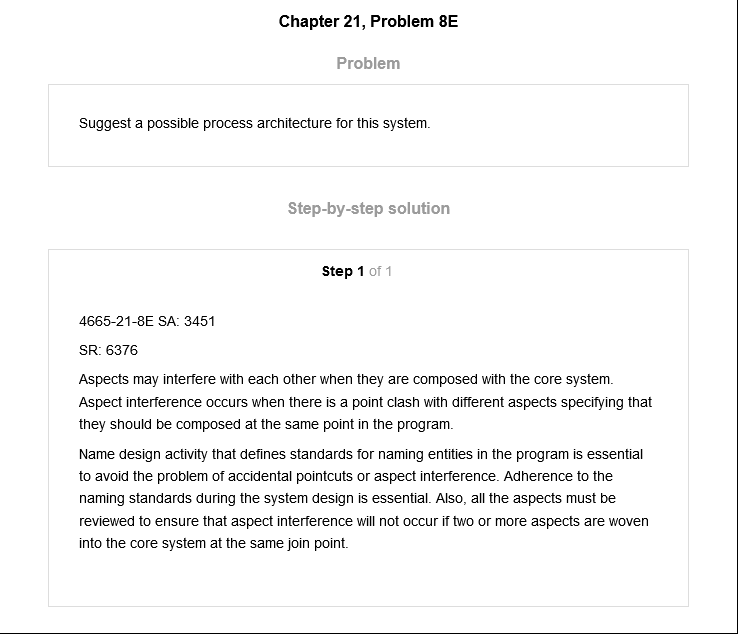 Chapter 21, Problem 8E
Problem
Suggest a possible process architecture for this system.
Step-by-step solution
Step 1 of 1
4665-21-8E SA: 3451
SR: 6376
Aspects may interfere with each other when they are composed with the core system.
Aspect interference occurs when there is a point clash with different aspects specifying that
they should be composed at the same point in the program.
Name design activity that defines standards for naming entities in the program is essential
to avoid the problem of accidental pointcuts or aspect interference. Adherence to the
naming standards during the system design is essential. Also, all the aspects must be
reviewed to ensure that aspect interference will not occur if two or more aspects are woven
into the core system at the same join point.